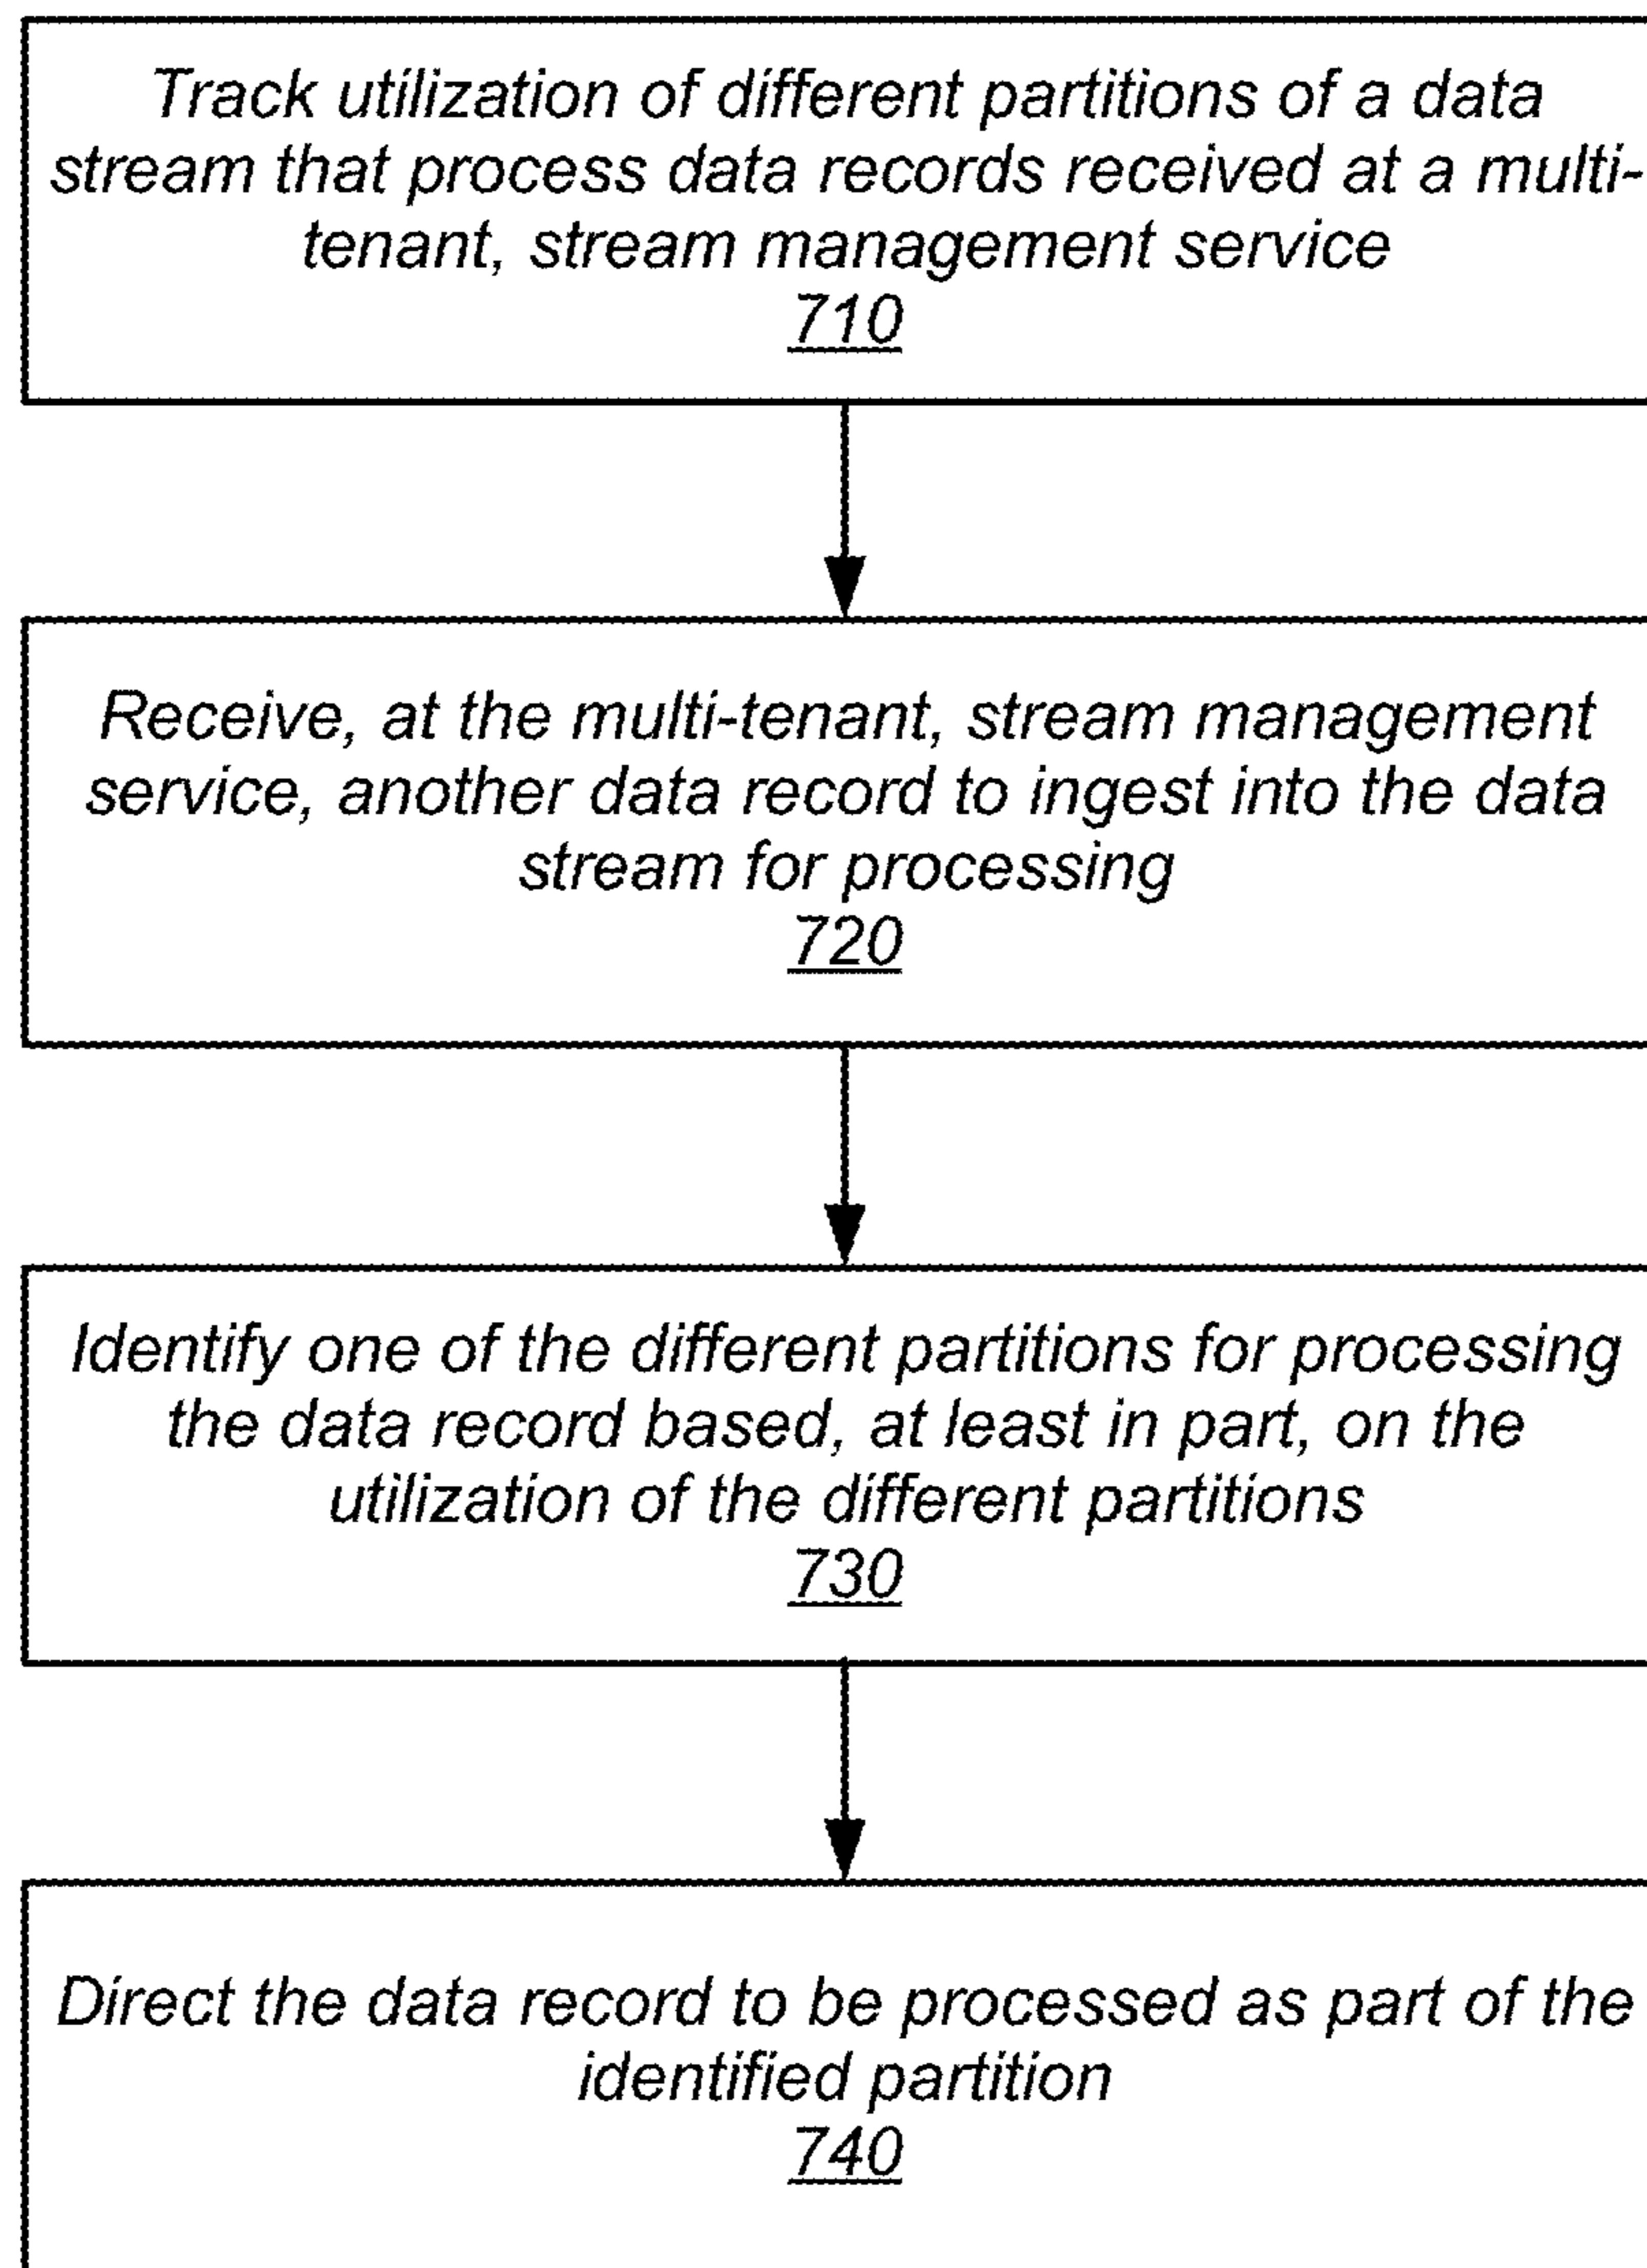 Track utilization of different partitions of a data
stream that process data records received at a multi-
tenant, stream management service
710
Receive, at the multi-tenant, stream management
service, another data record to ingest into the data
stream for processing
720
Identify one of the different partitions for processing
the data record based, at least in part, on the
utilization of the different partitions
730
Direct the data record to be processed as part of the
identified partition
740